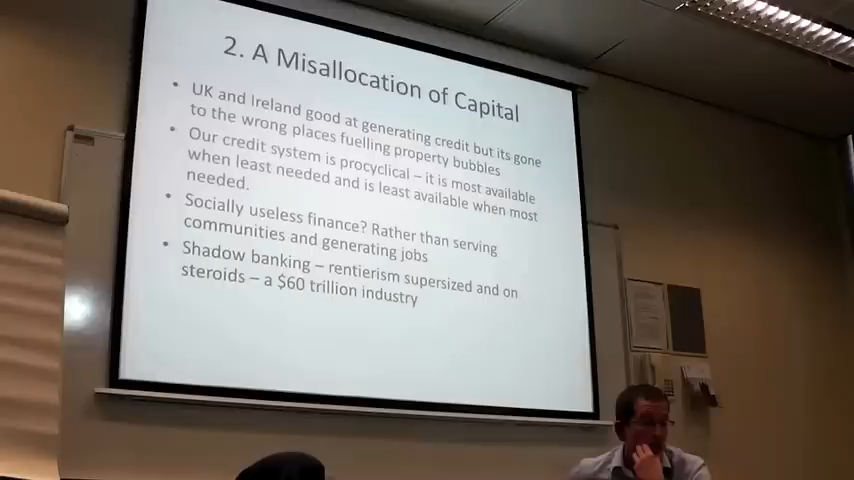 2. A Misallocation of Capital
• UK and Ireland good at generating credit but its gone
to the wrong places fuelling property bubbles
• Our credit system is procyclical – it is most available
when least needed and is least available when most
needed.
• Socially useless finance? Rather than serving
communities and generating jobs
• Shadow banking – rentierism supersized and on
steroids – a $60 trillion industry